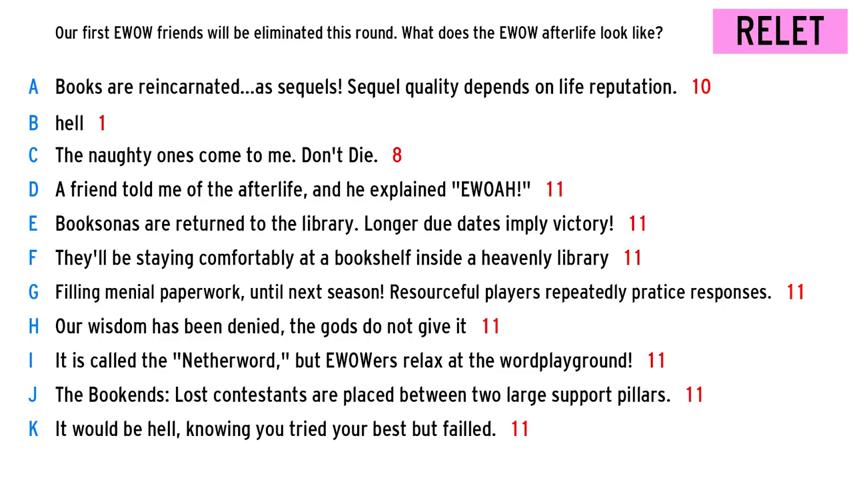 Our first EWOW friends will be eliminated this round. What does the EWOW afterlife look like?
RELET
A Books are reincarnated...as sequels! Sequel quality depends on life reputation. 10
B hell 1
C The naughty ones come to me. Don't Die. 8
D A friend told me of the afterlife, and he explained "EWOAH!" 11
E Booksonas are returned to the library. Longer due dates imply victory! 11
F They'll be staying comfortably at a bookshelf inside a heavenly library 11
G Filling menial paperwork, until next season! Resourceful players repeatedly pratice responses. 11
H Our wisdom has been denied, the gods do not give it 11
I It is called the "Netherword," but EWOWers relax at the wordplayground! 11
J The Bookends: Lost contestants are placed between two large support pillars. 11
K It would be hell, knowing you tried your best but failled. 11